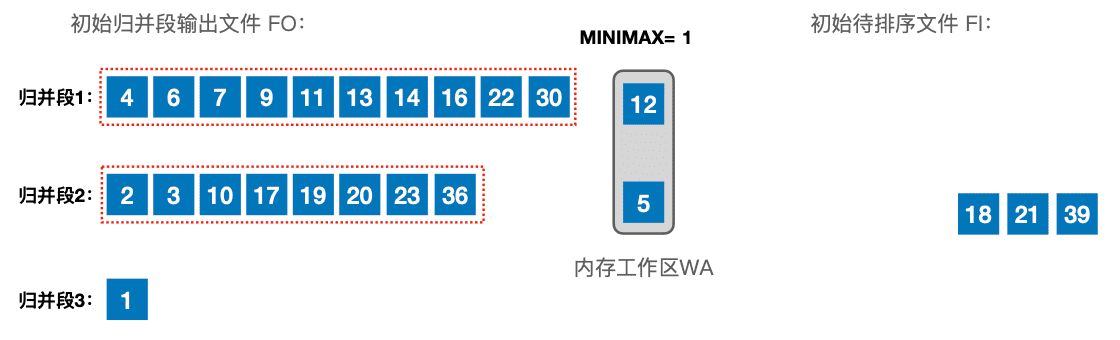 初始归并段输出文件 FO：
MINIMAX= 1
初始待排序文件 FI：
归并段1： 4 6 7 9 11 13 14 16 22 30
12
归并段2： 2 3 10 17 19 20 23 36
5
18 21 39
内存工作区WA
归并段3： 1